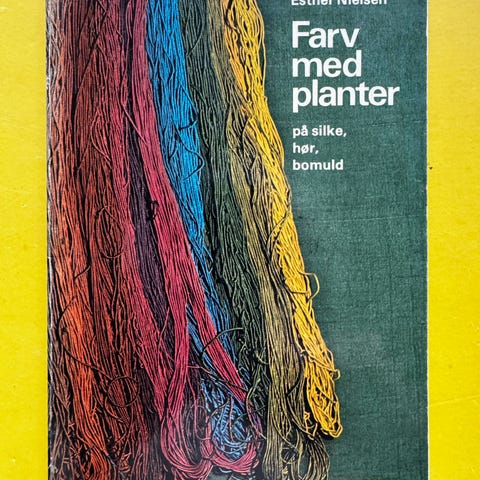 Esther Nielsen
Farv
med
planter
på silke,
hør,
bomuld